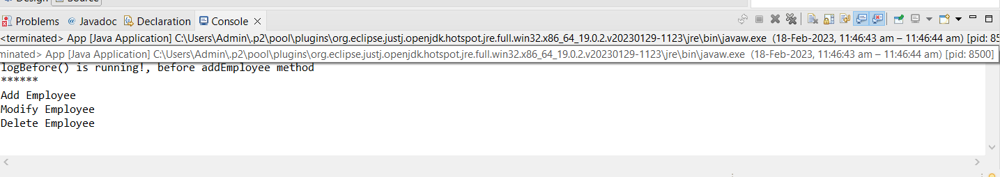 Design Source
Problems @ Javadoc Declaration Console
<terminated> App [Java Application] C:\Users\Admin\.p2\pool\plugins\org.eclipse.justj.openjdk.hotspot.jre.full.win32.x86_64_19.0.2.v20230129-1123\jre\bin\javaw.exe (18-Feb-2023, 11:46:43 am – 11:46:44 am) [pid: 85
minated> App [Java Application] C:\Users\Admin\.p2\pool\plugins\org.eclipse.justj.openjdk.hotspot.jre.full.win32.x86_64_19.0.2.v20230129-1123\jre\bin\javaw.exe (18-Feb-2023, 11:46:43 am – 11:46:44 am) [pid: 8500]
logBefore() is running!, before addEmployee method
******
Add Employee
Modify Employee
Delete Employee